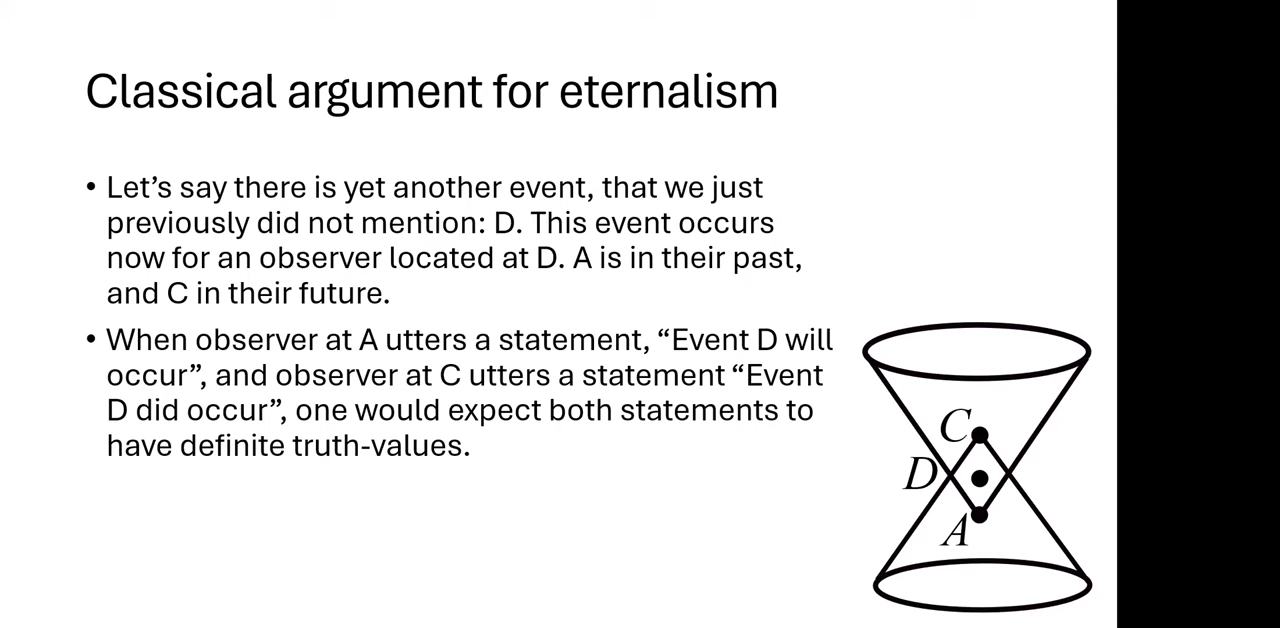 Classical argument for eternalism
• Let’s say there is yet another event, that we just
previously did not mention: D. This event occurs
now for an observer located at D. A is in their past,
and C in their future.
• When observer at A utters a statement, “Event D will
occur”, and observer at C utters a statement “Event
D did occur”, one would expect both statements to
have definite truth-values.
C
D
A